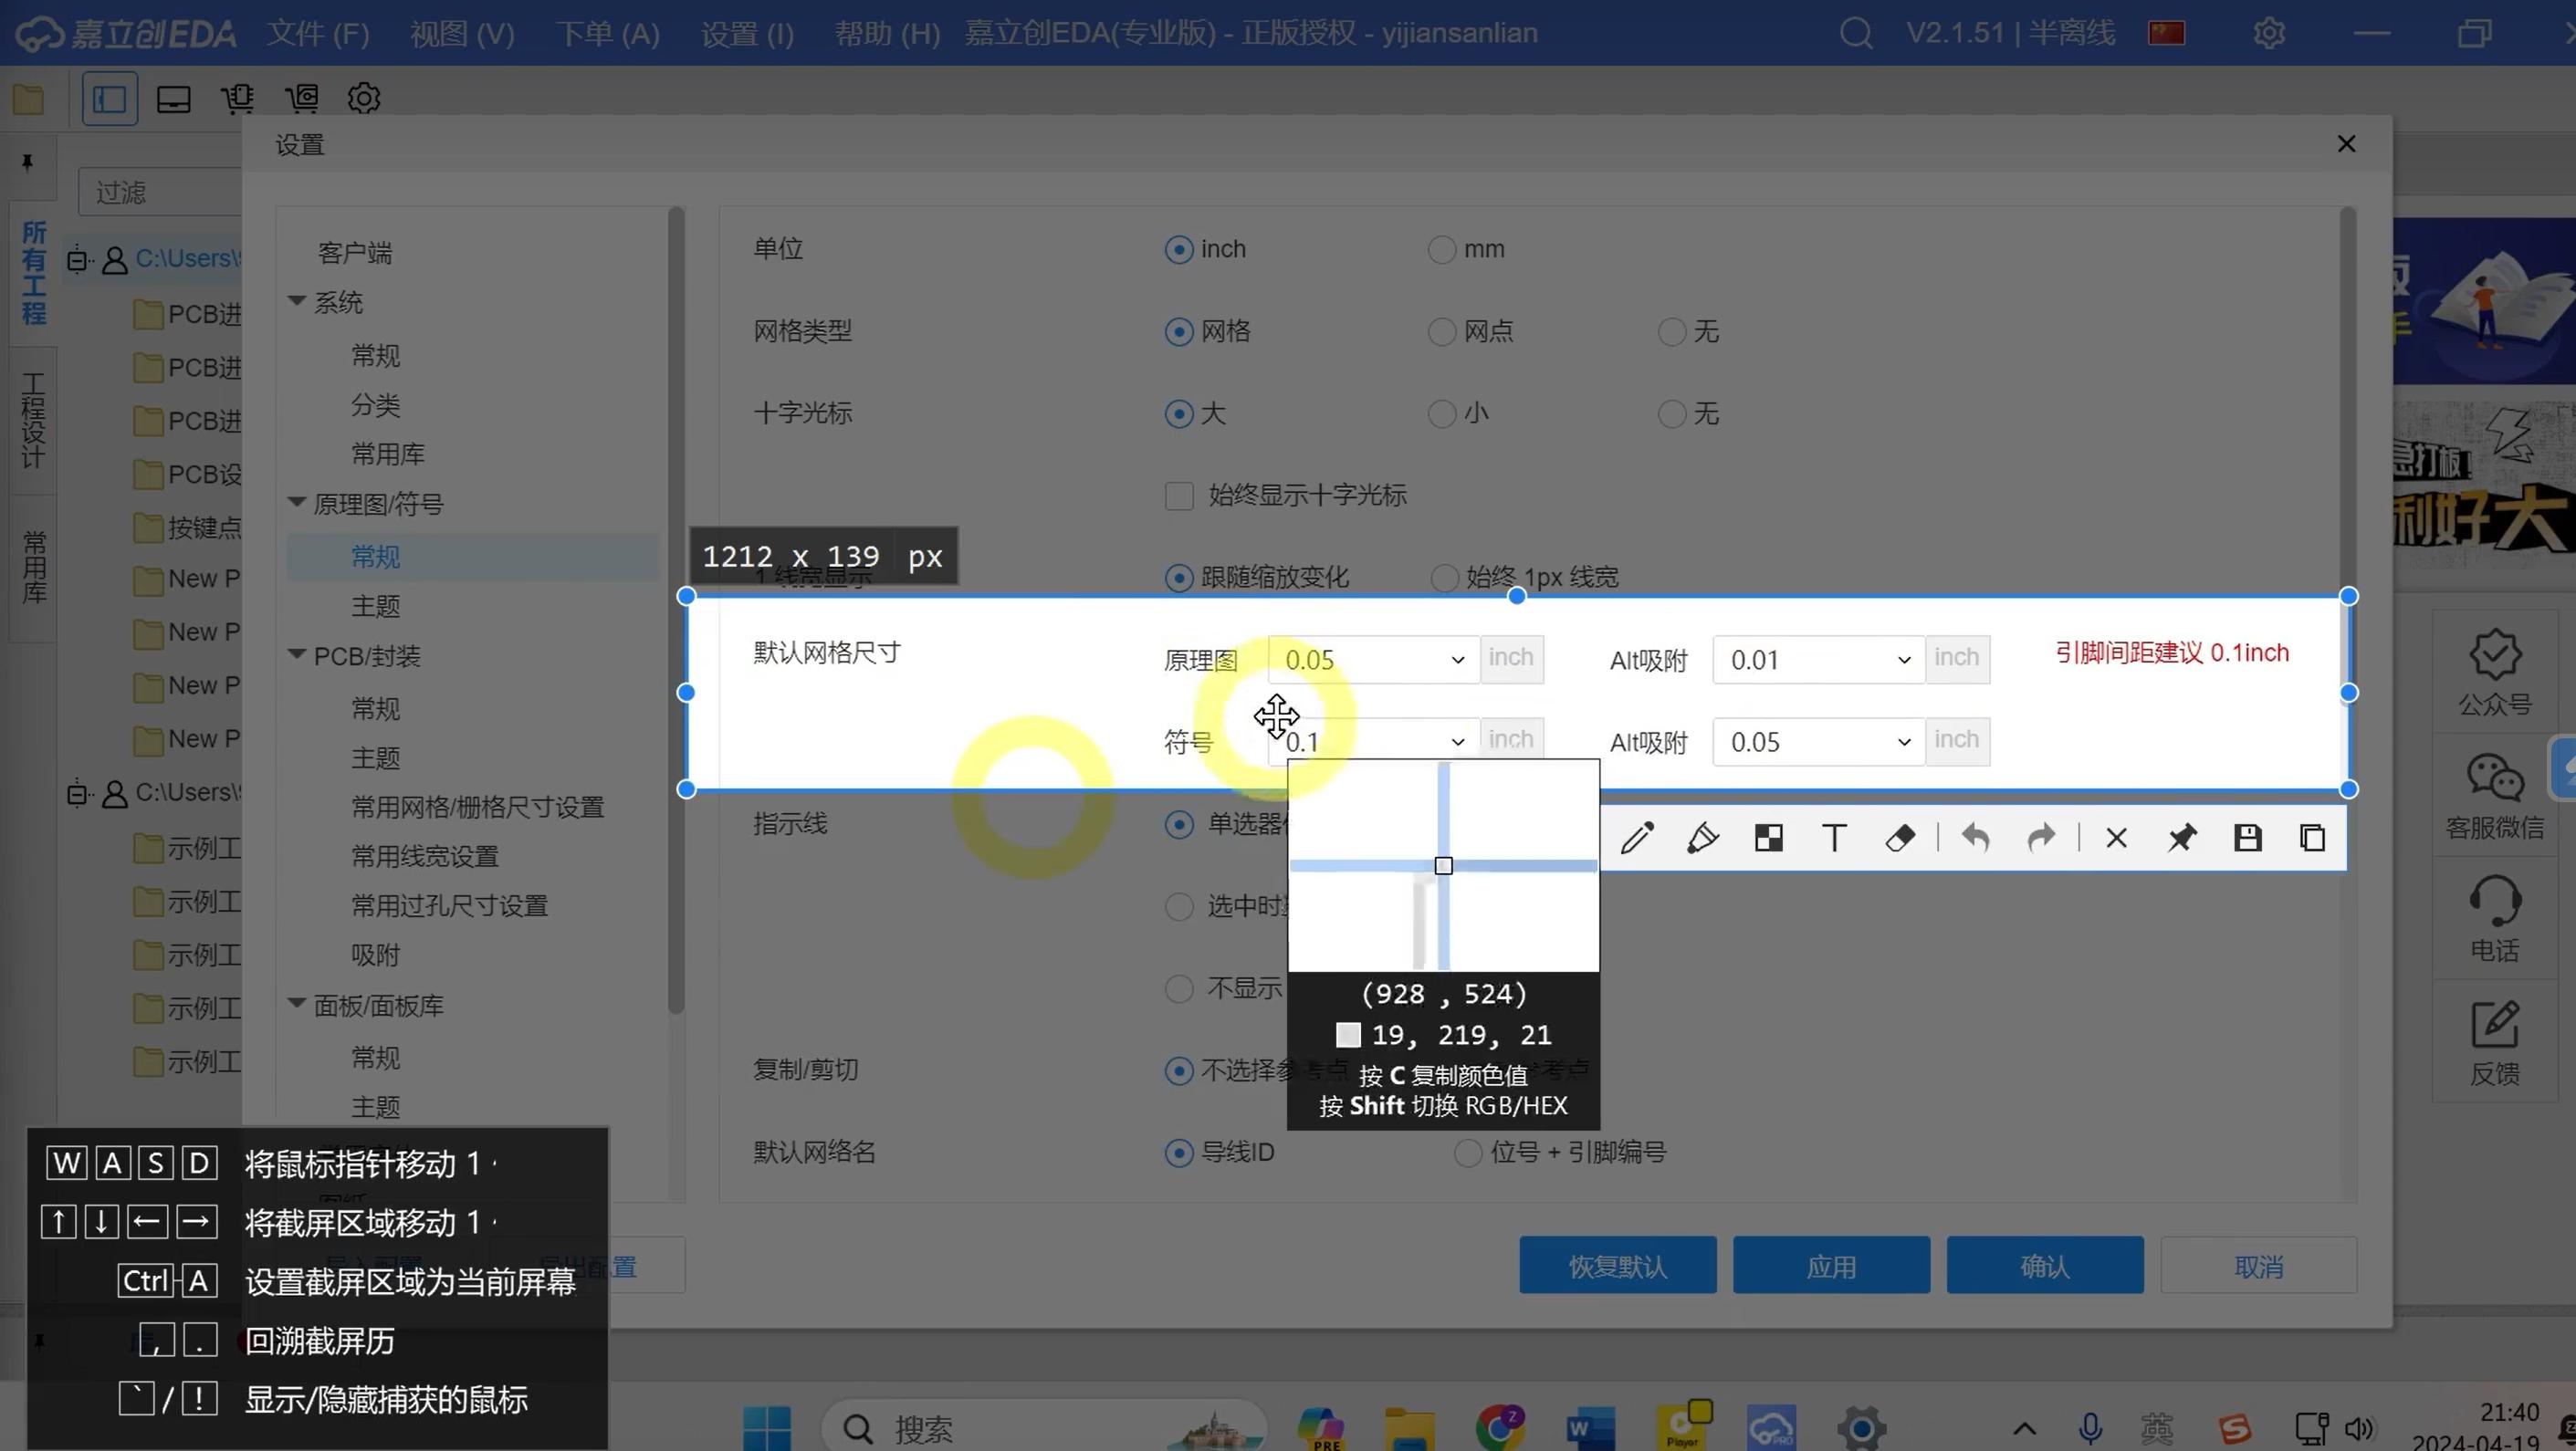 嘉立创EDA 文件 (F) 视图 (V) 下单 (A) 设置 (I) 帮助 (H) 嘉立创EDA(专业版) - 正版授权 - yijiansanlian V2.1.51 | 半离线
设置
过滤
所有工程
工程设计
常用库
C:\Users\
PCB进
PCB进
PCB进
PCB设
按键点
New P
New P
New P
New P
C:\Users\
示例工
示例工
示例工
示例工
示例工
客户端
系统
常规
分类
常用库
原理图/符号
常规
主题
PCB/封装
常规
主题
常用网格/栅格尺寸设置
常用线宽设置
常用过孔尺寸设置
吸附
面板/面板库
常规
主题
单位 inch mm
网格类型 网格 网点 无
十字光标 大 小 无
始终显示十字光标
1212 x 139 px
线宽显示 跟随缩放变化 始终 1px 线宽
默认网格尺寸 原理图 0.05 inch Alt吸附 0.01 inch 引脚间距建议 0.1inch
符号 0.1 inch Alt吸附 0.05 inch
指示线 单选器
选中时
不显示
(928 , 524)
19, 219, 21
按 C 复制颜色值
按 Shift 切换 RGB/HEX
复制/剪切 不选择参考点
默认网络名 导线ID 位号 + 引脚编号
恢复默认 应用 确认 取消
W A S D 将鼠标指针移动 1
↑ ↓ ← → 将截屏区域移动 1
Ctrl A 设置截屏区域为当前屏幕
, . 回溯截屏历
` / ! 显示/隐藏捕获的鼠标
急打板!
利好大
公众号
客服微信
电话
反馈
搜索
PRE
Player
PRO
英
21:40
2024-04-19